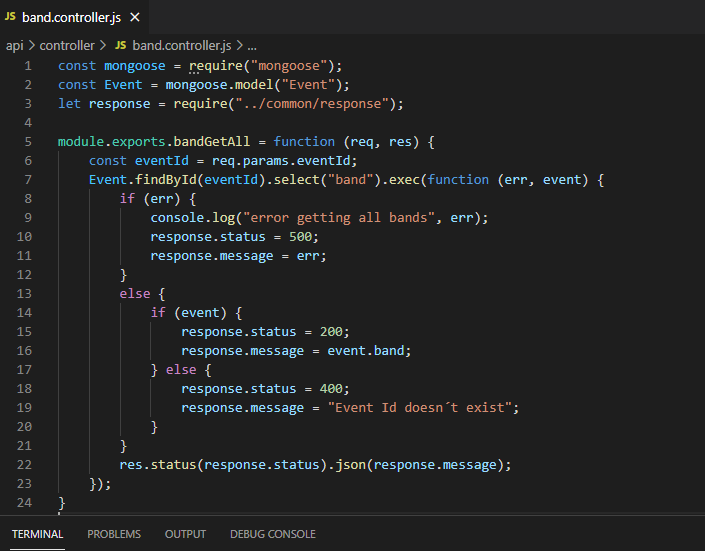 JS band.controller.js ×
api > controller > JS band.controller.js > ...
1 const mongoose = require("mongoose");
2 const Event = mongoose.model("Event");
3 let response = require("../common/response");
4
5 module.exports.bandGetAll = function (req, res) {
6     const eventId = req.params.eventId;
7     Event.findById(eventId).select("band").exec(function (err, event) {
8         if (err) {
9             console.log("error getting all bands", err);
10             response.status = 500;
11             response.message = err;
12         }
13         else {
14             if (event) {
15                 response.status = 200;
16                 response.message = event.band;
17             } else {
18                 response.status = 400;
19                 response.message = "Event Id doesn´t exist";
20             }
21         }
22         res.status(response.status).json(response.message);
23     });
24 }
TERMINAL PROBLEMS OUTPUT DEBUG CONSOLE